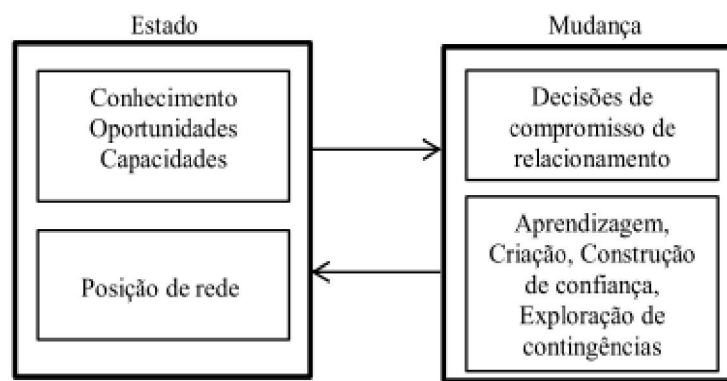 Estado
Conhecimento
Oportunidades
Capacidades
Posição de rede
Mudança
Decisões de
compromisso de
relacionamento
Aprendizagem,
Criação, Construção
de confiança,
Exploração de
contingências